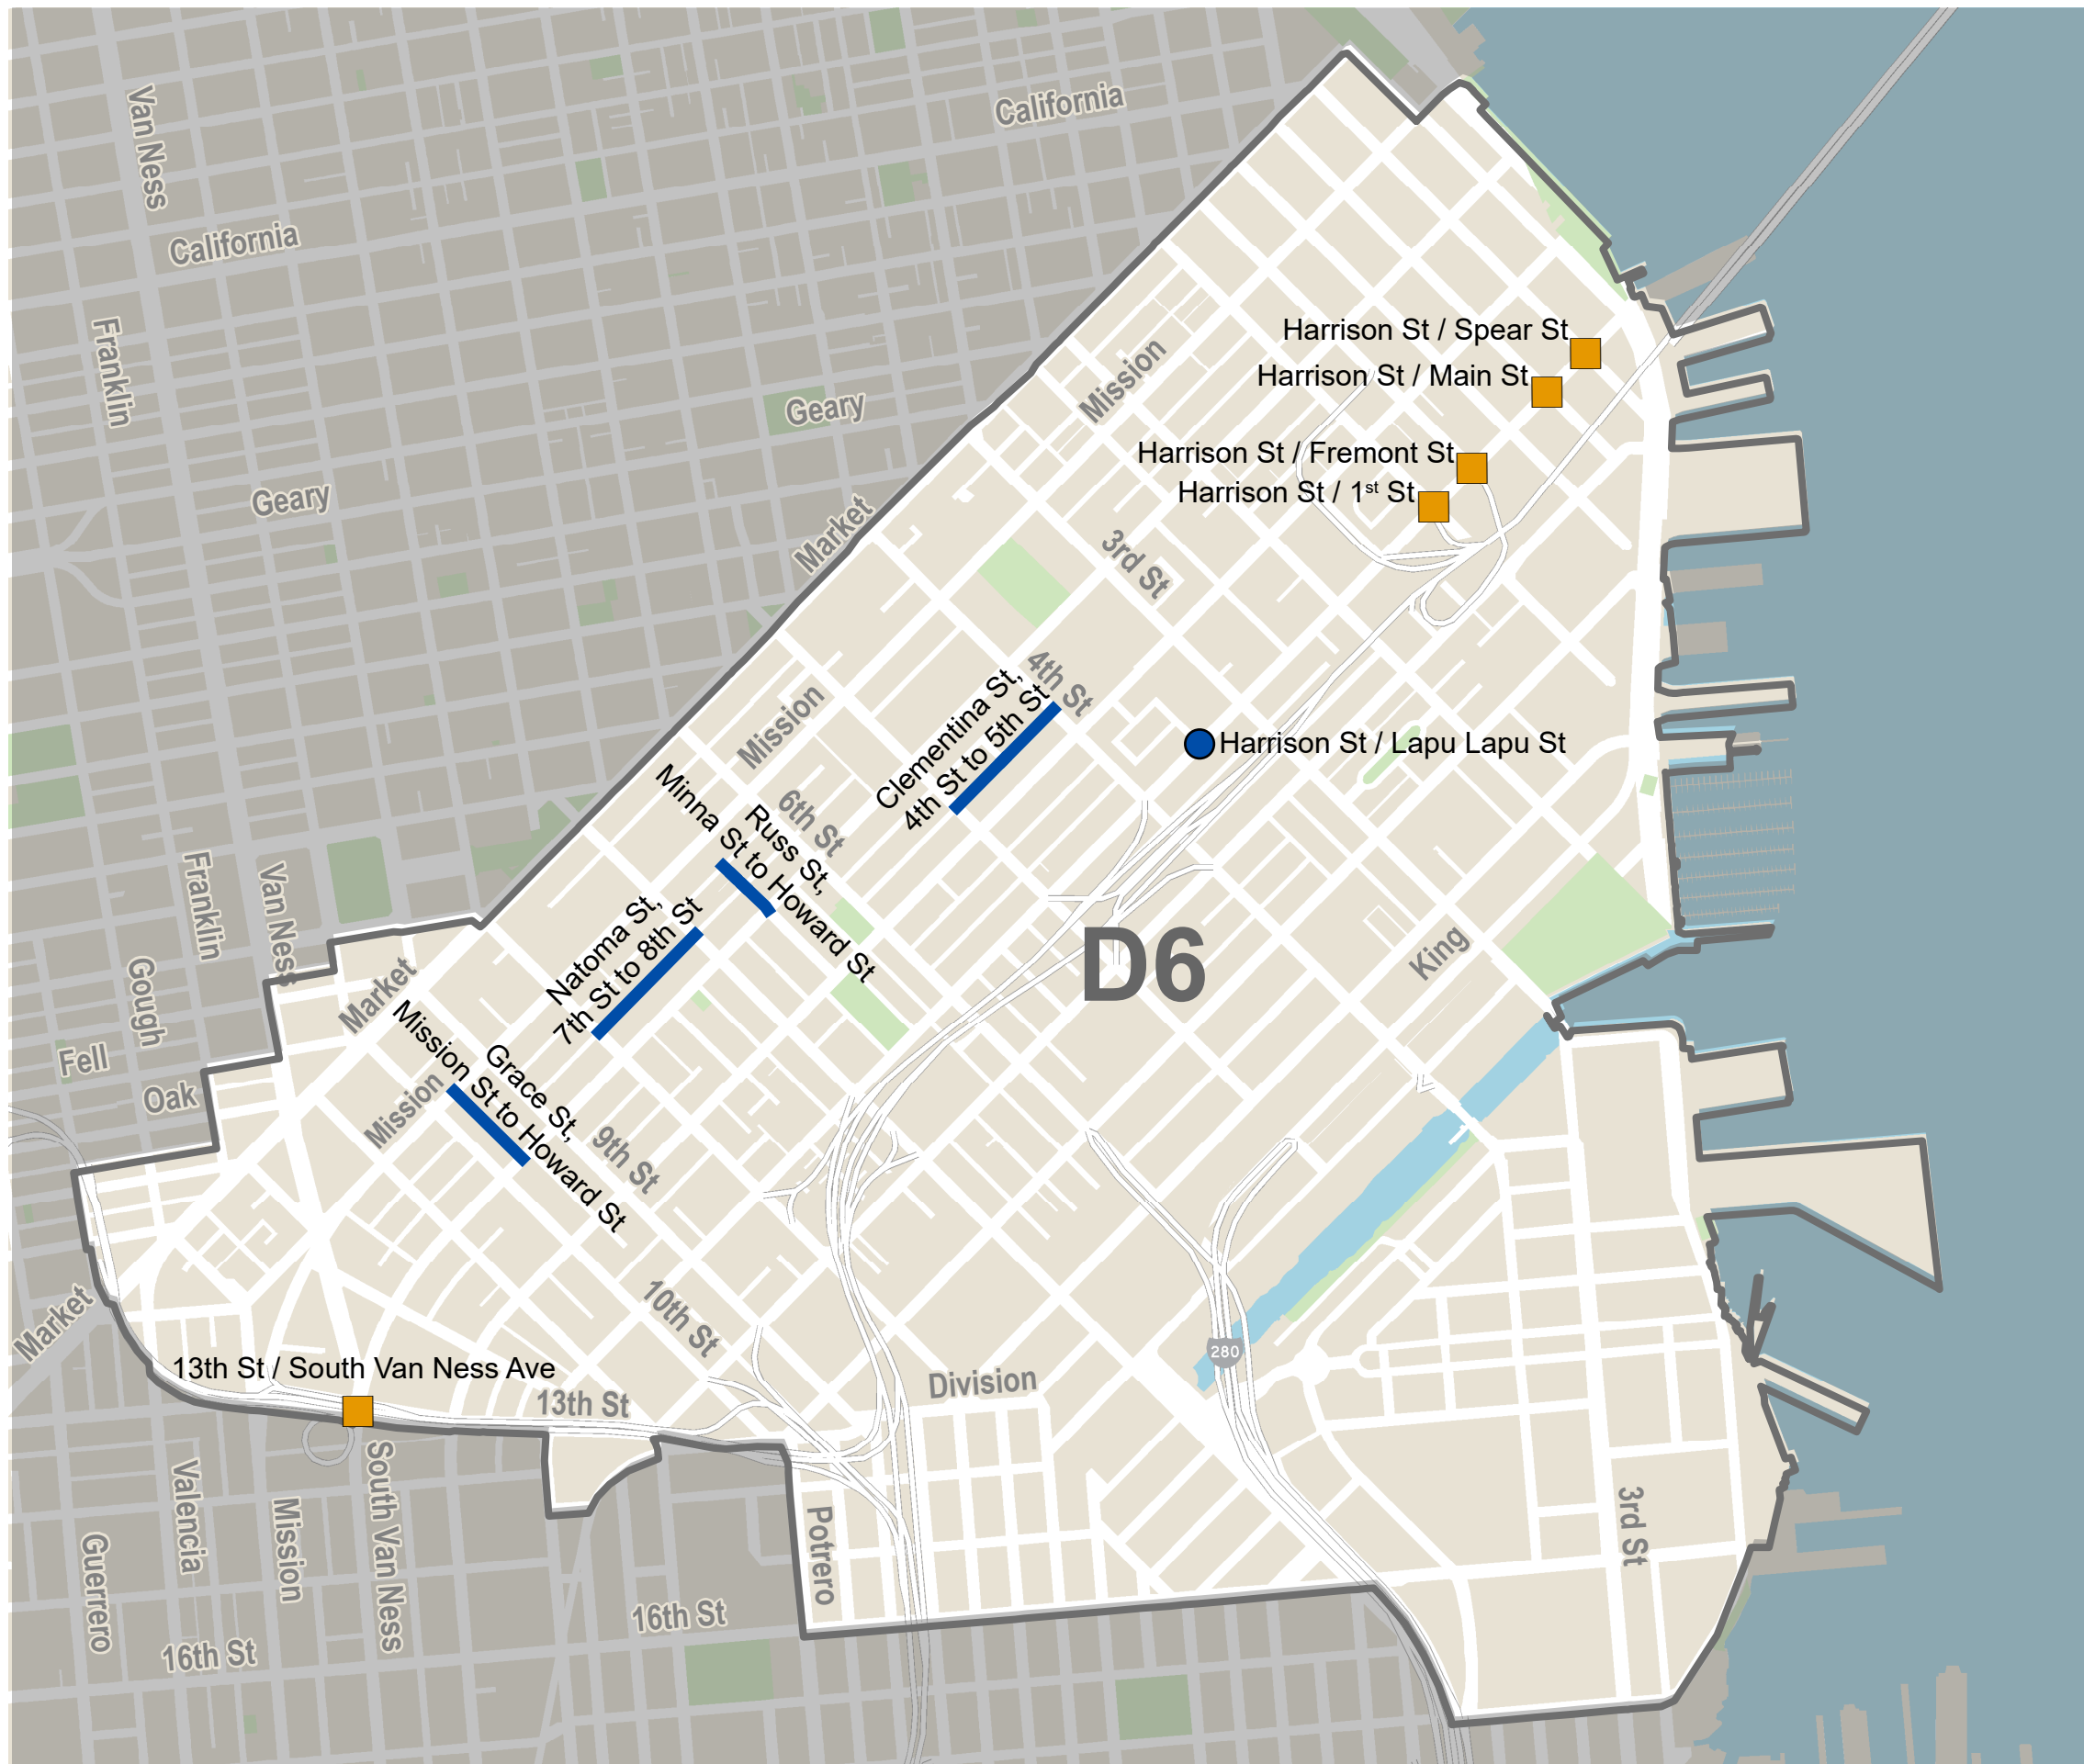 Van Ness
California
California
Franklin
Harrison St / Spear St
Mission
Harrison St / Main St
Geary
Harrison St / Fremont St
Geary
Harrison St / 1st St
Market
3rd St
4th St
Clementina St,
4th St to 5th St
Mission
Harrison St / Lapu Lapu St
6th St
Russ St,
Minna St to Howard St
Natoma St,
7th St to 8th St
Franklin
Van Ness
D6
King
Gough
Market
Fell
Oak
Mission
Grace St,
Mission St to Howard St
9th St
10th St
Market
280
13th St / South Van Ness Ave
Division
13th St
Valencia
Mission
South Van Ness
Guerrero
Potrero
3rd St
16th St
16th St